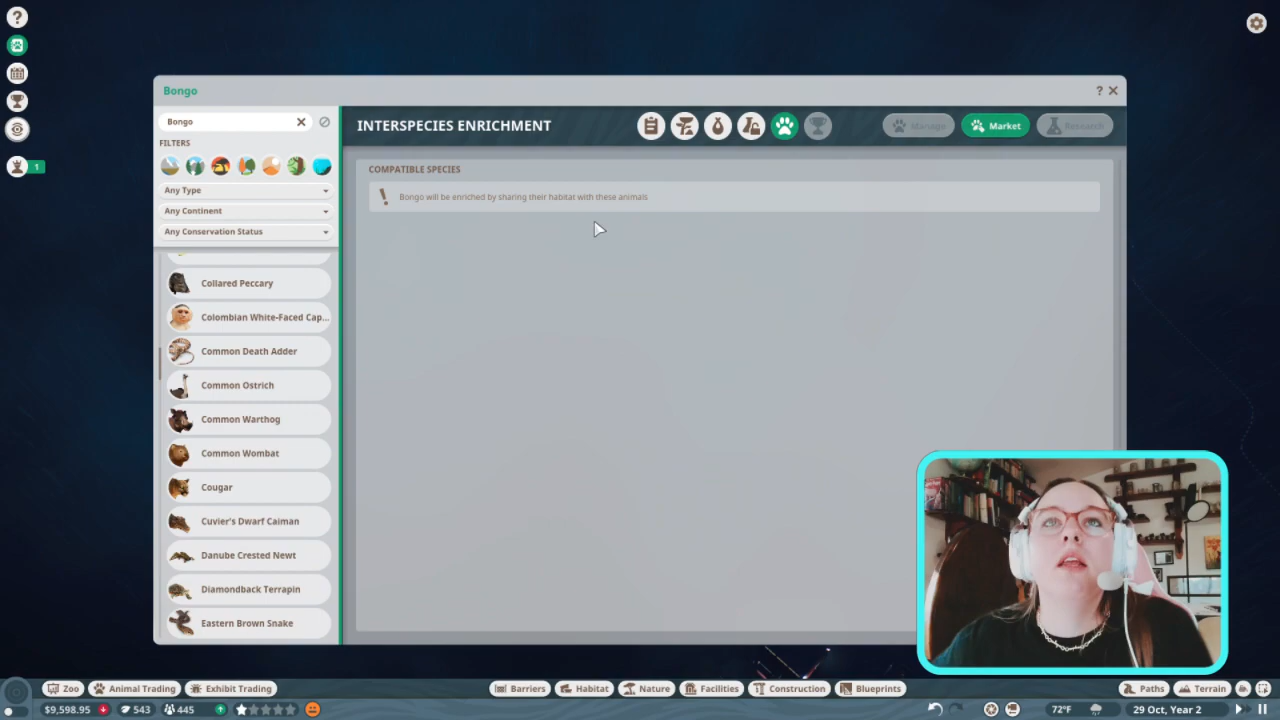 Bongo
?
Bongo
FILTERS
Any Type
Any Continent
Any Conservation Status
1
Collared Peccary
Colombian White-Faced Cap...
Common Death Adder
Common Ostrich
Common Warthog
Common Wombat
Cougar
Cuvier's Dwarf Caiman
Danube Crested Newt
Diamondback Terrapin
Eastern Brown Snake
INTERSPECIES ENRICHMENT
Manage
Market
Research
COMPATIBLE SPECIES
Bongo will be enriched by sharing their habitat with these animals
Zoo
Animal Trading
Exhibit Trading
Barriers
Habitat
Nature
Facilities
Construction
Blueprints
Paths
Terrain
$9,598.95
543
445
72°F
29 Oct, Year 2